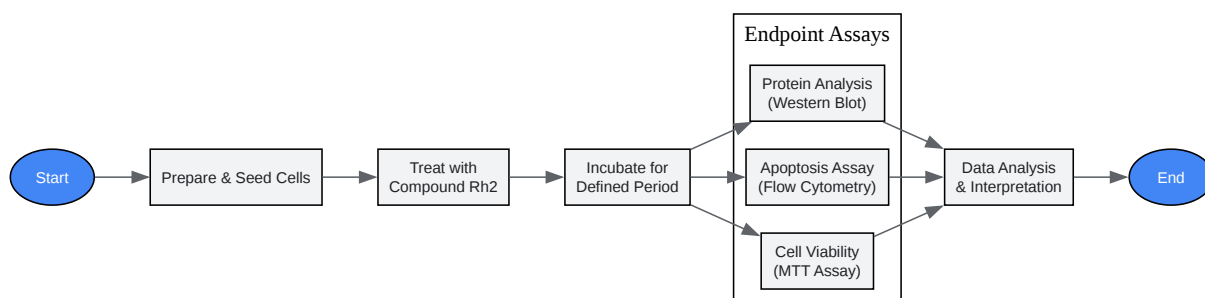 Start
Prepare & Seed Cells
Treat with
Compound Rh2
Incubate for
Defined Period
Endpoint Assays
Protein Analysis
(Western Blot)
Apoptosis Assay
(Flow Cytometry)
Cell Viability
(MTT Assay)
Data Analysis
& Interpretation
End